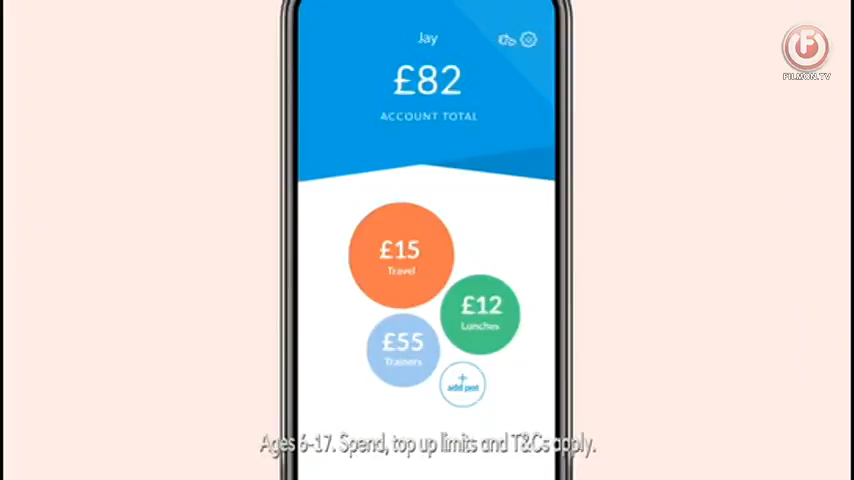 Jay
£82
ACCOUNT TOTAL
£15
Travel
£12
Lunches
£55
Trainers
+
add pot
Ages 6-17. Spend, top up limits and T&Cs apply.
F
FILMON.TV